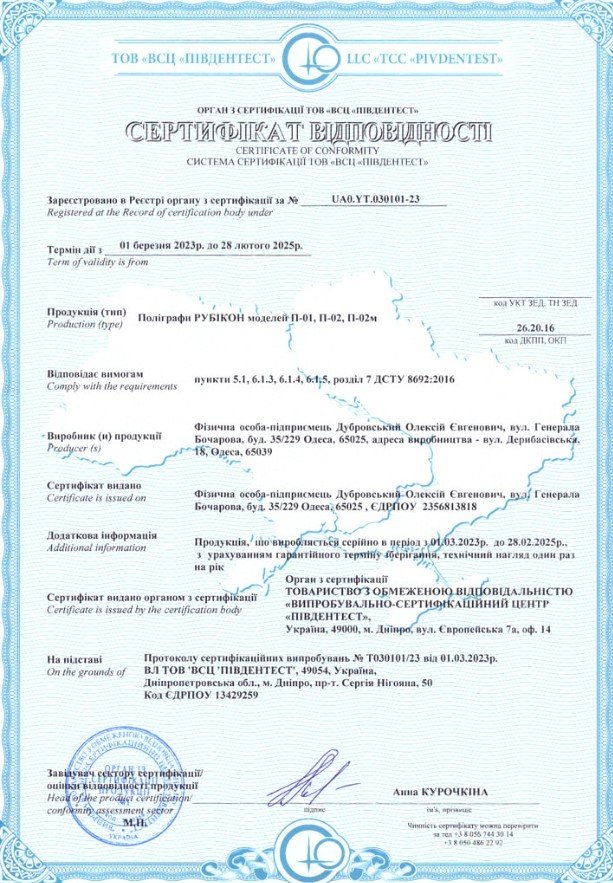 ТОВ «ВСЦ «ПІВДЕНТЕСТ» LLC «TCC «PIVDENTEST»
ОРГАН З СЕРТИФІКАЦІЇ ТОВ «ВСЦ «ПІВДЕНТЕСТ»
СЕРТИФІКАТ ВІДПОВІДНОСТІ
CERTIFICATE OF CONFORMITY
СИСТЕМА СЕРТИФІКАЦІЇ ТОВ «ВСЦ «ПІВДЕНТЕСТ»
Зареєстровано в Реєстрі органу з сертифікації за № UA0.YT.030101-23
Registered at the Record of certification body under
Термін дії з 01 березня 2023р. до 28 лютого 2025р.
Term of validity is from
Продукція (тип) Поліграфи РУБІКОН моделей П-01, П-02, П-02м
Production (type)
код УКТ ЗЕД, ТН ЗЕД
26.20.16
код ДКПП, ОКП
Відповідає вимогам пункти 5.1, 6.1.3, 6.1.4, 6.1.5, розділ 7 ДСТУ 8692:2016
Comply with the requirements
Виробник (и) продукції Фізична особа-підприємець Дубровський Олексій Євгенович, вул. Генерала
Producer (s) Бочарова, буд. 35/229 Одеса, 65025, адреса виробництва - вул. Дерибасівська
18, Одеса, 65039
Сертифікат видано
Certificate is issued on Фізична особа-підприємець Дубровський Олексій Євгенович, вул. Генерала
Бочарова, буд. 35/229 Одеса, 65025 , ЄДРПОУ 2356813818
Додаткова інформація Продукція, що виробляється серійно в період з 01.03.2023р. до 28.02.2025р.,
Additional information з урахуванням гарантійного терміну зберігання, технічний нагляд один раз
на рік
Орган з сертифікації
Сертифікат видано органом з сертифікації ТОВАРИСТВО З ОБМЕЖЕНОЮ ВІДПОВІДАЛЬНІСТЮ
Certificate is issued by the certification body «ВИПРОБУВАЛЬНО-СЕРТИФІКАЦІЙНИЙ ЦЕНТР
«ПІВДЕНТЕСТ»,
Україна, 49000, м. Дніпро, вул. Європейська 7а, оф. 14
На підставі Протоколу сертифікаційних випробувань № Т030101/23 від 01.03.2023р.
On the grounds of ВЛ ТОВ 'ВСЦ 'ПІВДЕНТЕСТ', 49054, Україна,
Дніпропетровська обл., м. Дніпро, пр-т. Сергія Нігояна, 50
Код ЄДРПОУ 13429259
Завідувач сектору сертифікації/
оцінки відповідності продукції
Head of the product certification/
conformity assessment sector
М.П.
підпис
Анна КУРОЧКІНА
ім'я, прізвище
ОРГАН ІЗ
СЕРТИФІКАЦІЇ
ПРОДУКЦІЇ
УКРАЇНА
Чинність сертифікату можна перевірити
за тел +3 8 056 744 30 14
+3 8 050 486 22 92